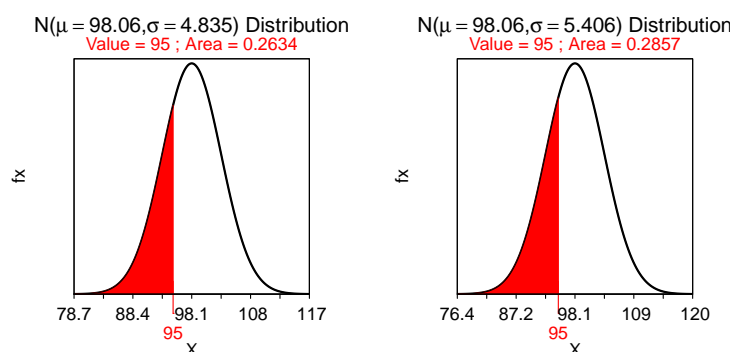 N(μ = 98.06,σ = 4.835) Distribution
Value = 95 ; Area = 0.2634
fx
78.7 88.4 98.1 108 117
95
X
N(μ = 98.06,σ = 5.406) Distribution
Value = 95 ; Area = 0.2857
fx
76.4 87.2 98.1 109 120
95
X